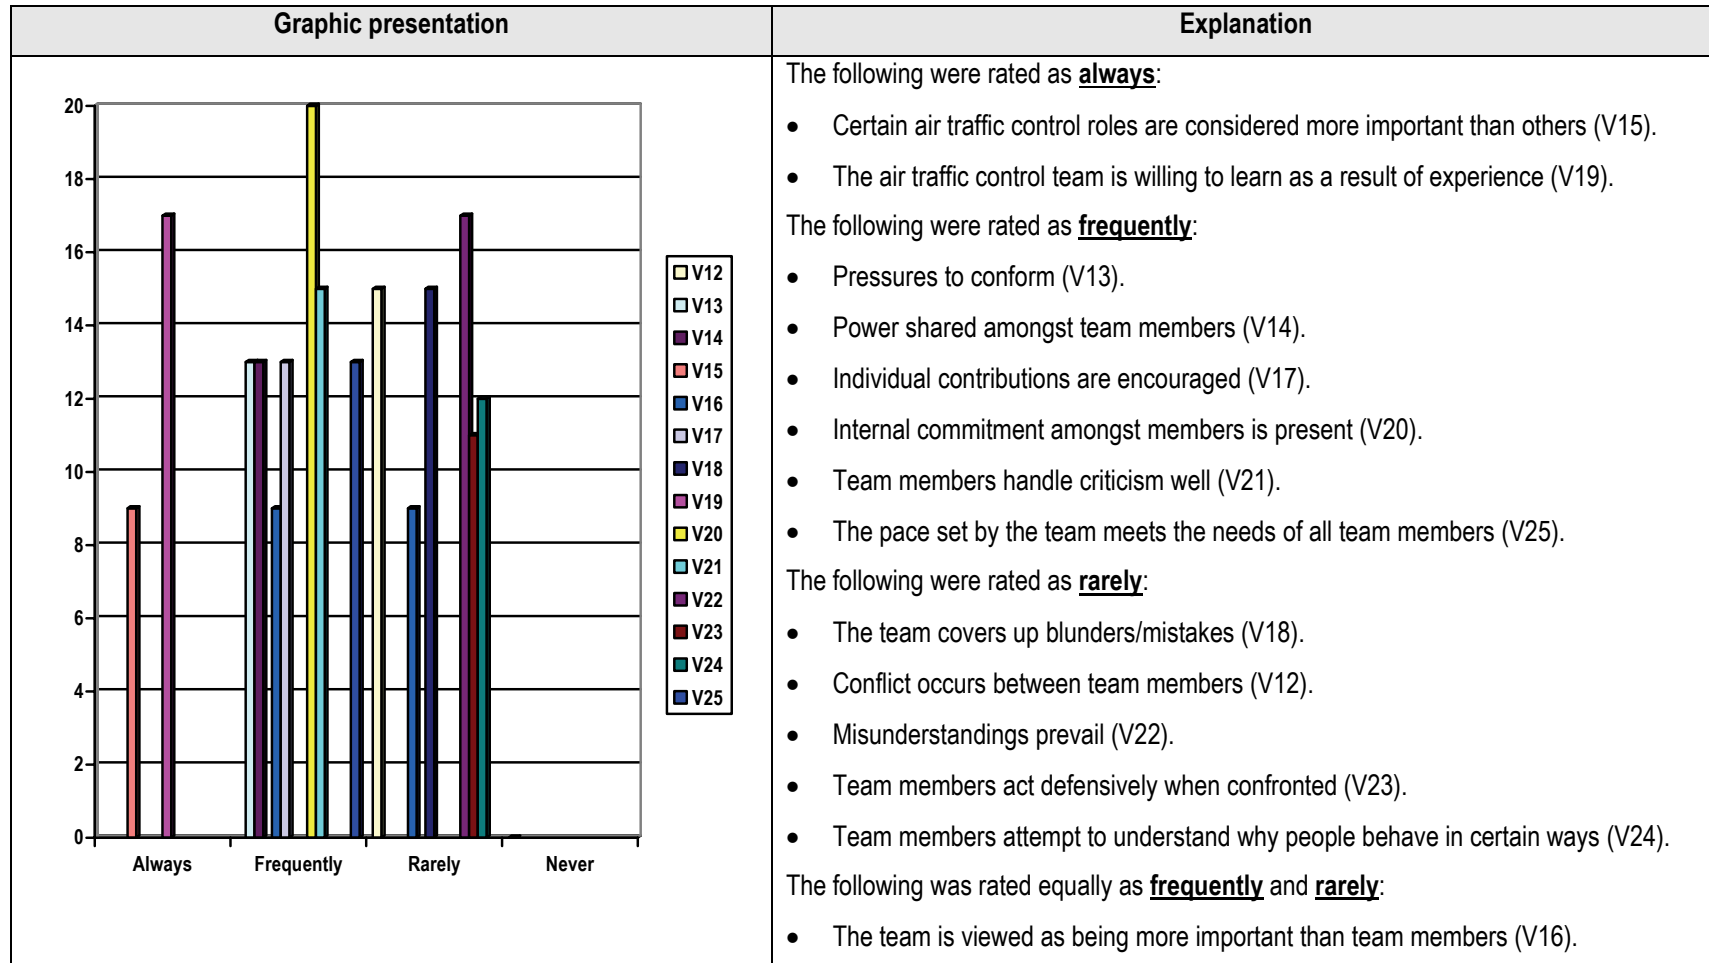 Graphic presentation
Explanation
20
18
16
14
12
10
8
6
4
2
0
Always Frequently Rarely Never
V12
V13
V14
V15
V16
V17
V18
V19
V20
V21
V22
V23
V24
V25
The following were rated as always:
• Certain air traffic control roles are considered more important than others (V15).
• The air traffic control team is willing to learn as a result of experience (V19).
The following were rated as frequently:
• Pressures to conform (V13).
• Power shared amongst team members (V14).
• Individual contributions are encouraged (V17).
• Internal commitment amongst members is present (V20).
• Team members handle criticism well (V21).
• The pace set by the team meets the needs of all team members (V25).
The following were rated as rarely:
• The team covers up blunders/mistakes (V18).
• Conflict occurs between team members (V12).
• Misunderstandings prevail (V22).
• Team members act defensively when confronted (V23).
• Team members attempt to understand why people behave in certain ways (V24).
The following was rated equally as frequently and rarely:
• The team is viewed as being more important than team members (V16).